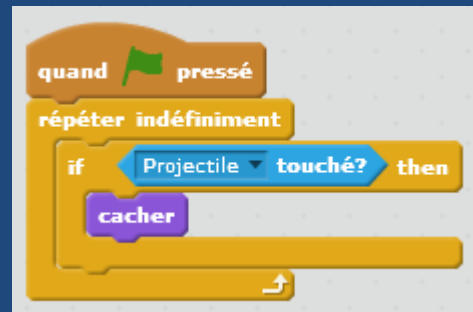 quand pressé
répéter indéfiniment
if Projectile touché? then
cacher